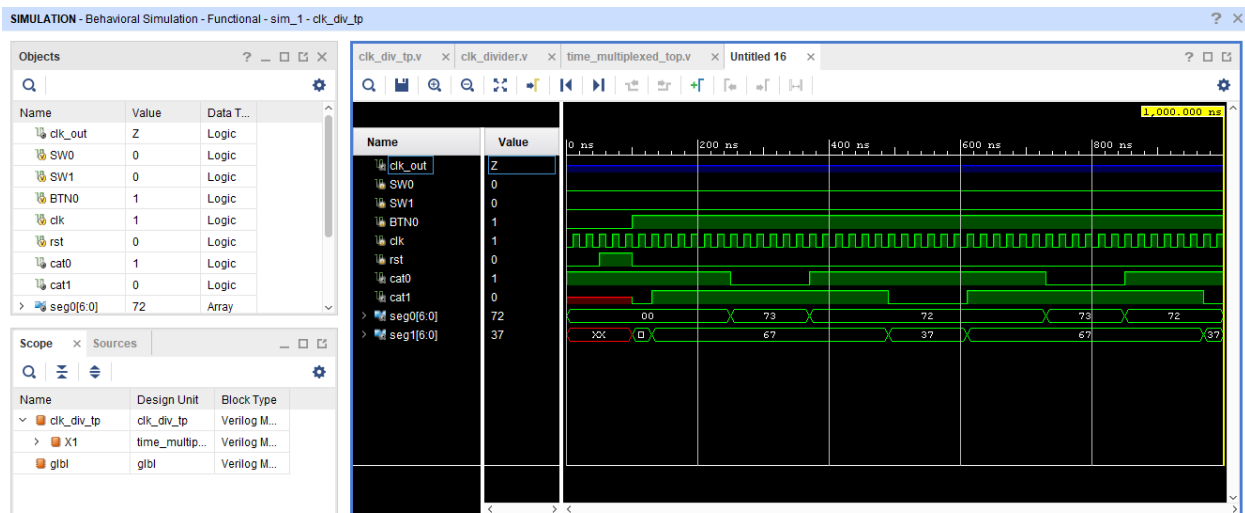 SIMULATION - Behavioral Simulation - Functional - sim_1 - clk_div_tp
Objects
Name Value Data T...
clk_out Z Logic
SW0 0 Logic
SW1 0 Logic
BTN0 1 Logic
clk 1 Logic
rst 0 Logic
cat0 1 Logic
cat1 0 Logic
seg0[6:0] 72 Array
Scope Sources
Name Design Unit Block Type
clk_div_tp clk_div_tp Verilog M...
X1 time_multip... Verilog M...
glbl glbl Verilog M...
clk_div_tp.v clk_divider.v time_multiplexed_top.v Untitled 16
1,000.000 ns
Name Value 0 ns 200 ns 400 ns 600 ns 800 ns
clk_out Z
SW0 0
SW1 0
BTN0 1
clk 1
rst 0
cat0 1
cat1 0
seg0[6:0] 72 00 73 72 73 72
seg1[6:0] 37 XX 67 37 67 37